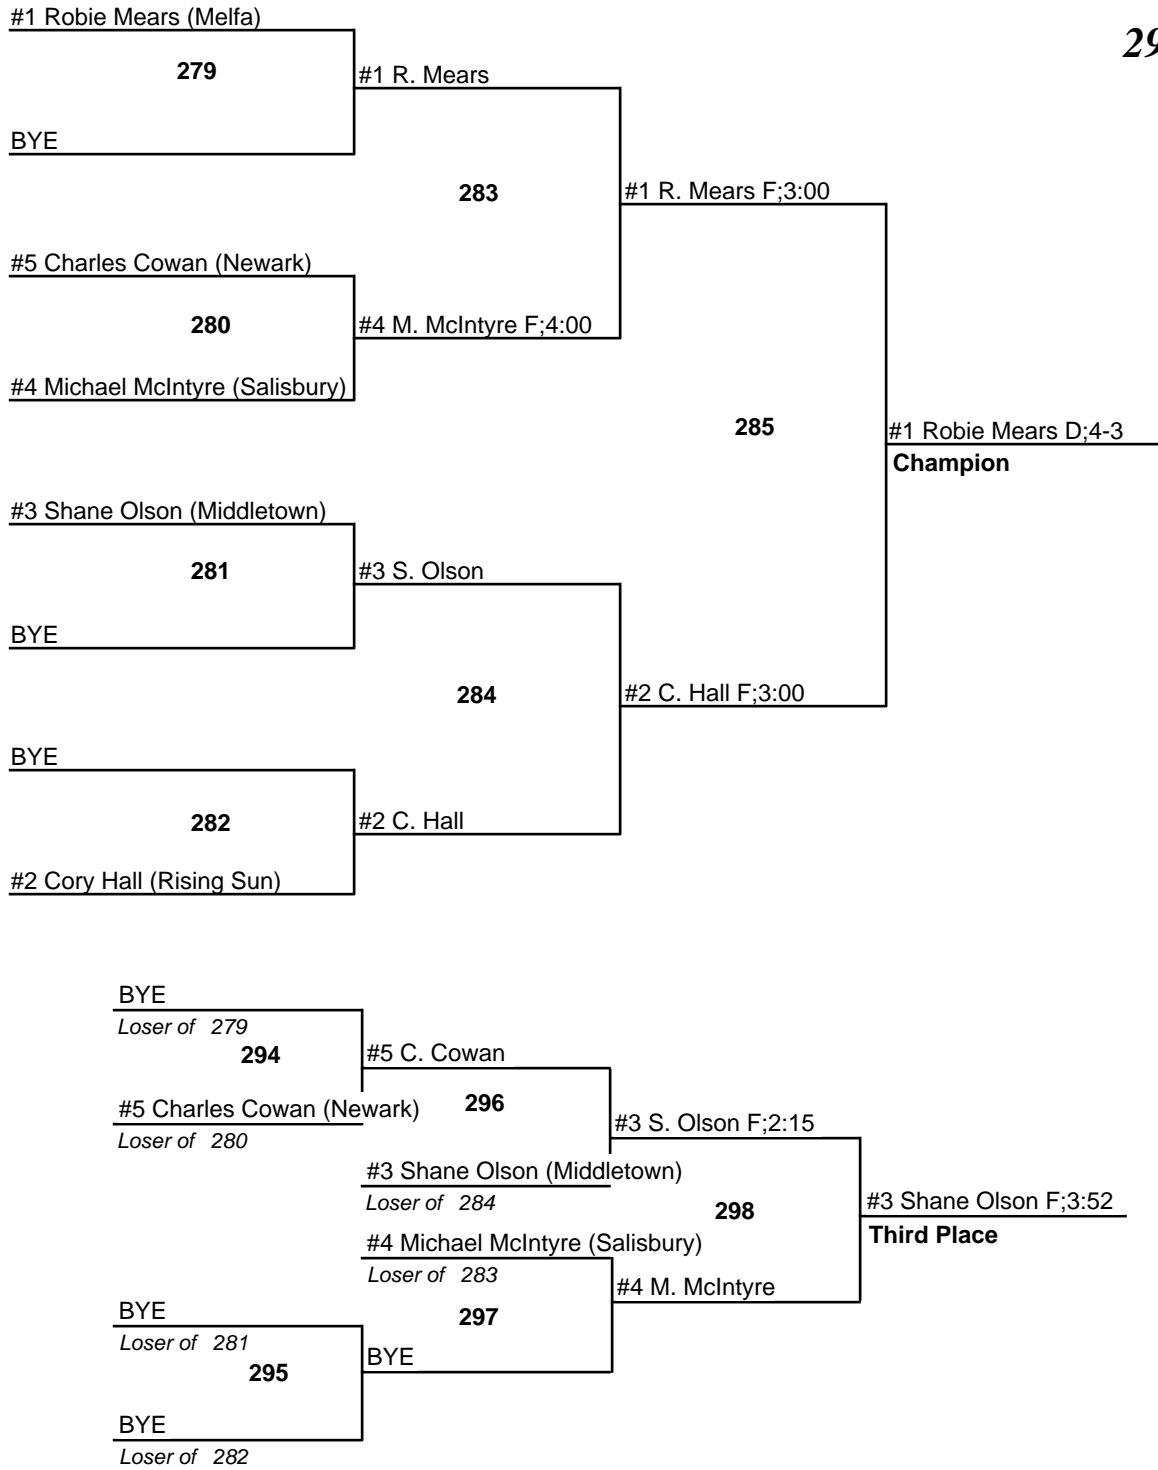 #1 Robie Mears (Melfa)
29
279
#1 R. Mears
BYE
283
#1 R. Mears F;3:00
#5 Charles Cowan (Newark)
280
#4 M. McIntyre F;4:00
#4 Michael McIntyre (Salisbury)
285
#1 Robie Mears D;4-3
Champion
#3 Shane Olson (Middletown)
281
#3 S. Olson
BYE
284
#2 C. Hall F;3:00
BYE
282
#2 C. Hall
#2 Cory Hall (Rising Sun)
BYE
Loser of 279
294
#5 C. Cowan
#5 Charles Cowan (Newark)
296
Loser of 280
#3 S. Olson F;2:15
#3 Shane Olson (Middletown)
Loser of 284
298
#3 Shane Olson F;3:52
Third Place
#4 Michael McIntyre (Salisbury)
Loser of 283
#4 M. McIntyre
BYE
297
Loser of 281
295
BYE
BYE
Loser of 282